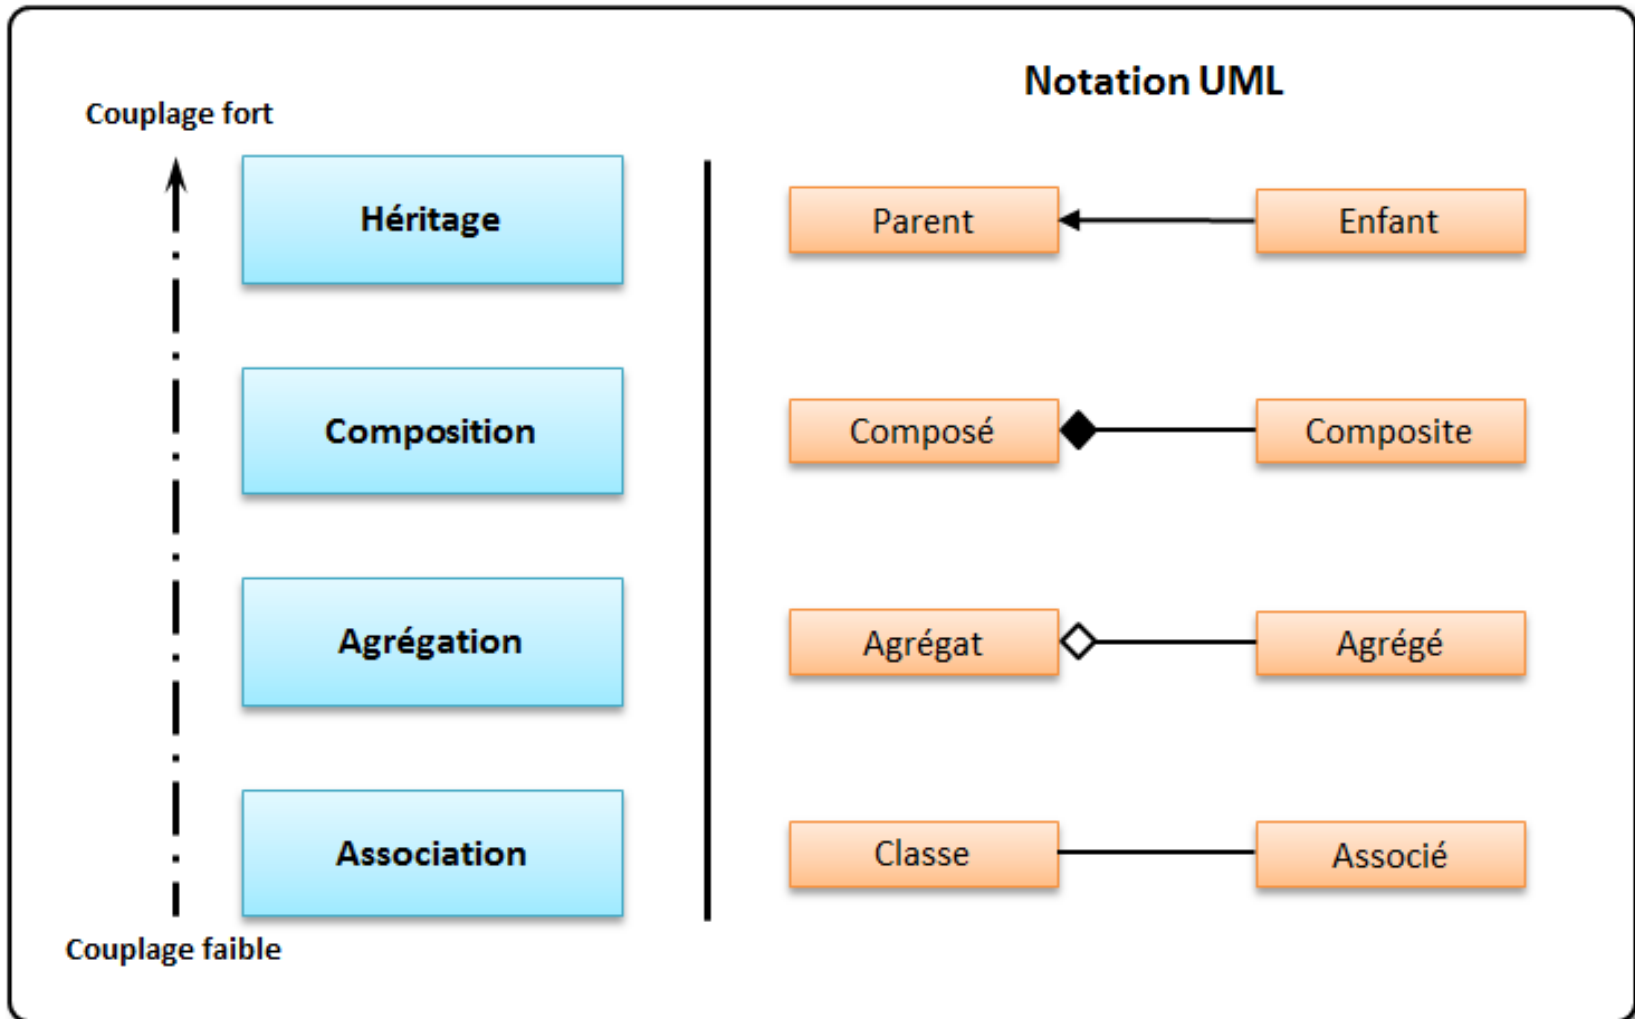 Notation UML
Couplage fort
Héritage
Parent
Enfant
Composition
Composé
Composite
Agrégation
Agrégat
Agrégé
Association
Classe
Associé
Couplage faible